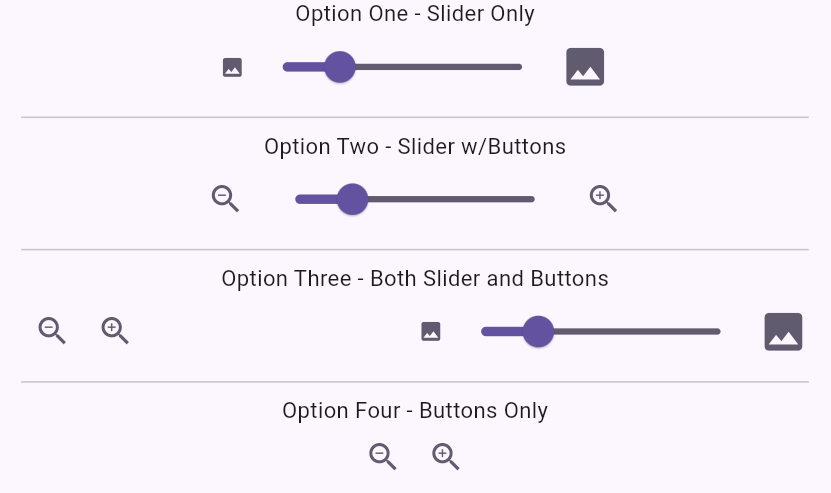 Option One - Slider Only
Option Two - Slider w/Buttons
Option Three - Both Slider and Buttons
Option Four - Buttons Only